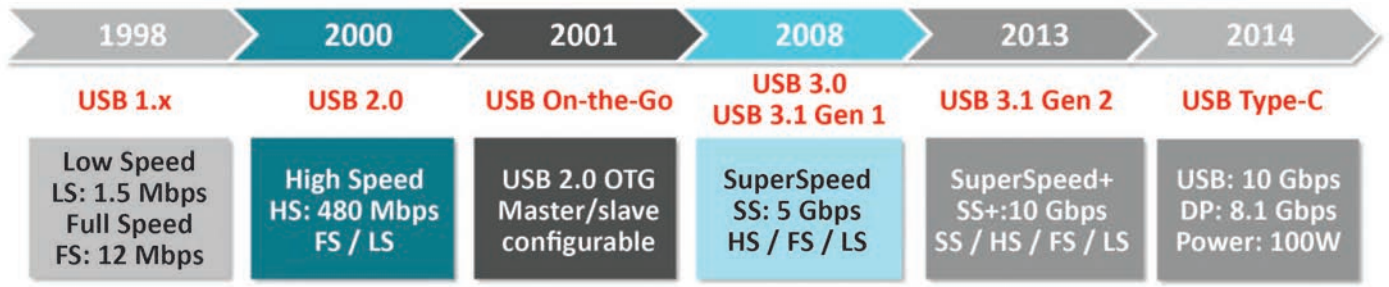 1998
2000
2001
2008
2013
2014
USB 1.x
USB 2.0
USB On-the-Go
USB 3.0
USB 3.1 Gen 1
USB 3.1 Gen 2
USB Type-C
Low Speed
LS: 1.5 Mbps
Full Speed
FS: 12 Mbps
High Speed
HS: 480 Mbps
FS / LS
USB 2.0 OTG
Master/slave
configurable
SuperSpeed
SS: 5 Gbps
HS / FS / LS
SuperSpeed+
SS+:10 Gbps
SS / HS / FS / LS
USB: 10 Gbps
DP: 8.1 Gbps
Power: 100W